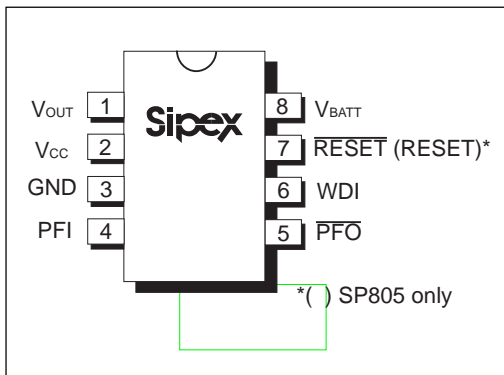 VOUT 1 Sipex 8 VBATT
VCC 2 7 RESET (RESET)*
GND 3 6 WDI
PFI 4 5 PFO
*( ) SP805 only